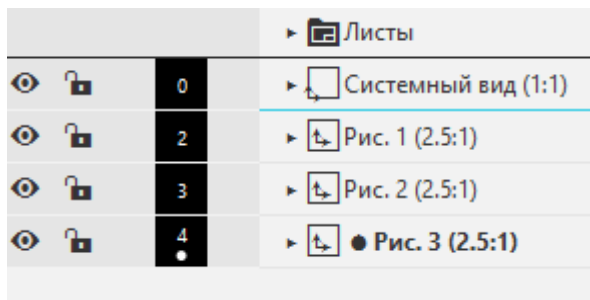 Листы
0 Системный вид (1:1)
2 Рис. 1 (2.5:1)
3 Рис. 2 (2.5:1)
4 Рис. 3 (2.5:1)